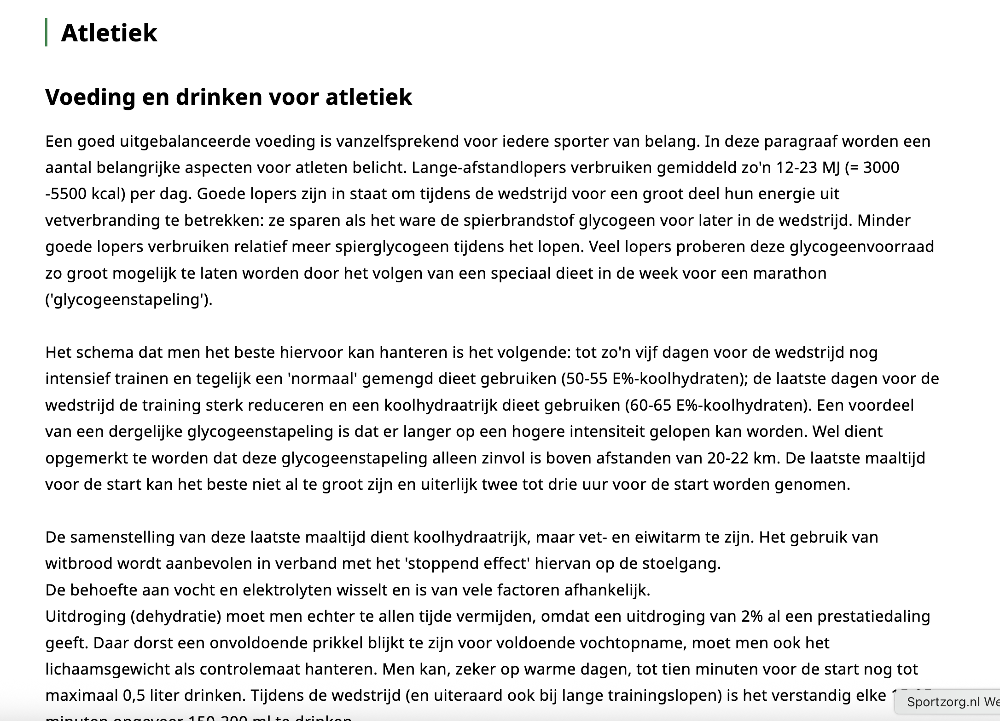 Atletiek
Voeding en drinken voor atletiek
Een goed uitgebalanceerde voeding is vanzelfsprekend voor iedere sporter van belang. In deze paragraaf worden een
aantal belangrijke aspecten voor atleten belicht. Lange-afstandlopers verbruiken gemiddeld zo'n 12-23 MJ (= 3000
-5500 kcal) per dag. Goede lopers zijn in staat om tijdens de wedstrijd voor een groot deel hun energie uit
vetverbranding te betrekken: ze sparen als het ware de spierbrandstof glycogeen voor later in de wedstrijd. Minder
goede lopers verbruiken relatief meer spierglycogeen tijdens het lopen. Veel lopers proberen deze glycogeenvoorraad
zo groot mogelijk te laten worden door het volgen van een speciaal dieet in de week voor een marathon
('glycogeenstapeling').
Het schema dat men het beste hiervoor kan hanteren is het volgende: tot zo'n vijf dagen voor de wedstrijd nog
intensief trainen en tegelijk een 'normaal' gemengd dieet gebruiken (50-55 E%-koolhydraten); de laatste dagen voor de
wedstrijd de training sterk reduceren en een koolhydraatrijk dieet gebruiken (60-65 E%-koolhydraten). Een voordeel
van een dergelijke glycogeenstapeling is dat er langer op een hogere intensiteit gelopen kan worden. Wel dient
opgemerkt te worden dat deze glycogeenstapeling alleen zinvol is boven afstanden van 20-22 km. De laatste maaltijd
voor de start kan het beste niet al te groot zijn en uiterlijk twee tot drie uur voor de start worden genomen.
De samenstelling van deze laatste maaltijd dient koolhydraatrijk, maar vet- en eiwitarm te zijn. Het gebruik van
witbrood wordt aanbevolen in verband met het 'stoppend effect' hiervan op de stoelgang.
De behoefte aan vocht en elektrolyten wisselt en is van vele factoren afhankelijk.
Uitdroging (dehydratie) moet men echter te allen tijde vermijden, omdat een uitdroging van 2% al een prestatiedaling
geeft. Daar dorst een onvoldoende prikkel blijkt te zijn voor voldoende vochtopname, moet men ook het
lichaamsgewicht als controlemaat hanteren. Men kan, zeker op warme dagen, tot tien minuten voor de start nog tot
maximaal 0,5 liter drinken. Tijdens de wedstrijd (en uiteraard ook bij lange trainingslopen) is het verstandig elke
minuten ongeveer 150-200 ml te drinken.
Sportzorg.nl We